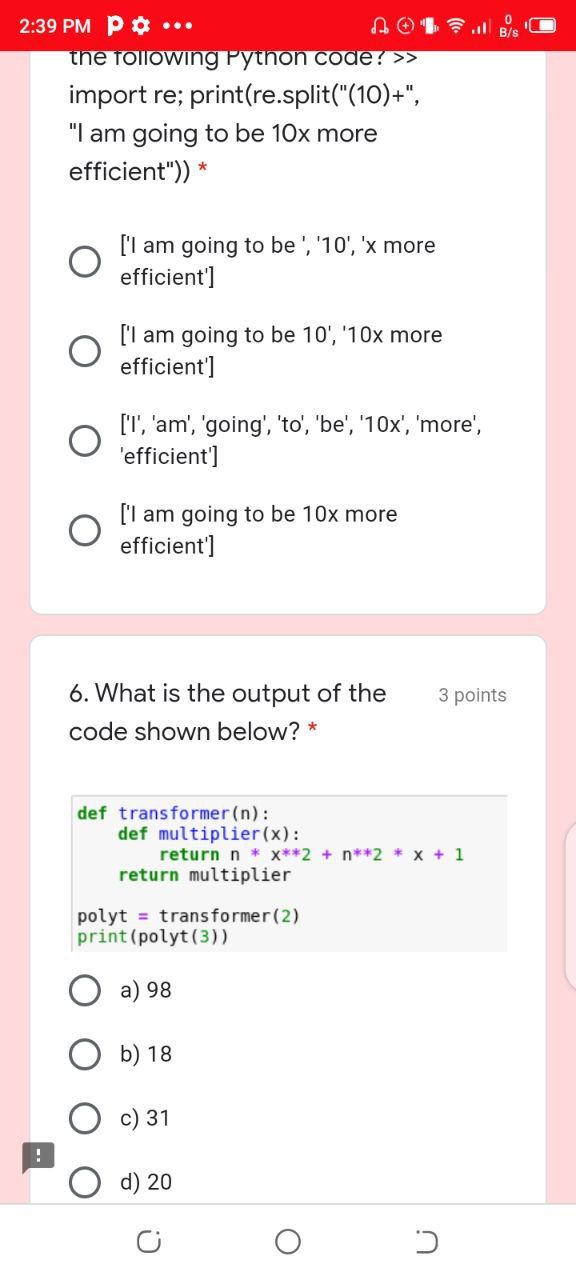 2:39 PM
0
B/s
the following Python code? >>
import re; print(re.split("(10)+",
"I am going to be 10x more
efficient")) *
['I am going to be ', '10', 'x more
efficient']
['I am going to be 10', '10x more
efficient']
['I', 'am', 'going', 'to', 'be', '10x', 'more',
'efficient']
['I am going to be 10x more
efficient']
6. What is the output of the
3 points
code shown below? *
def transformer(n):
    def multiplier(x):
        return n * x**2 + n**2 * x + 1
    return multiplier
polyt = transformer(2)
print(polyt(3))
a) 98
b) 18
c) 31
d) 20